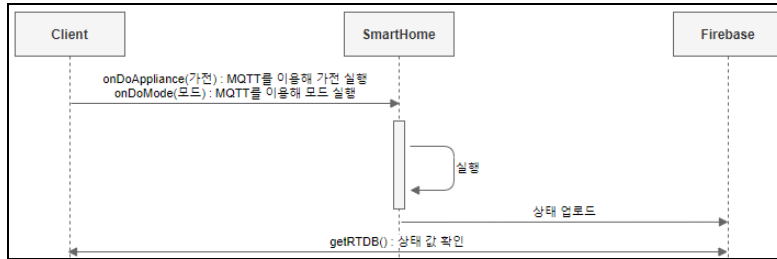 Client
SmartHome
Firebase
onDoAppliance(가전) : MQTT를 이용해 가전 실행
onDoMode(모드) : MQTT를 이용해 모드 실행
실행
상태 업로드
getRTDB() : 상태 값 확인